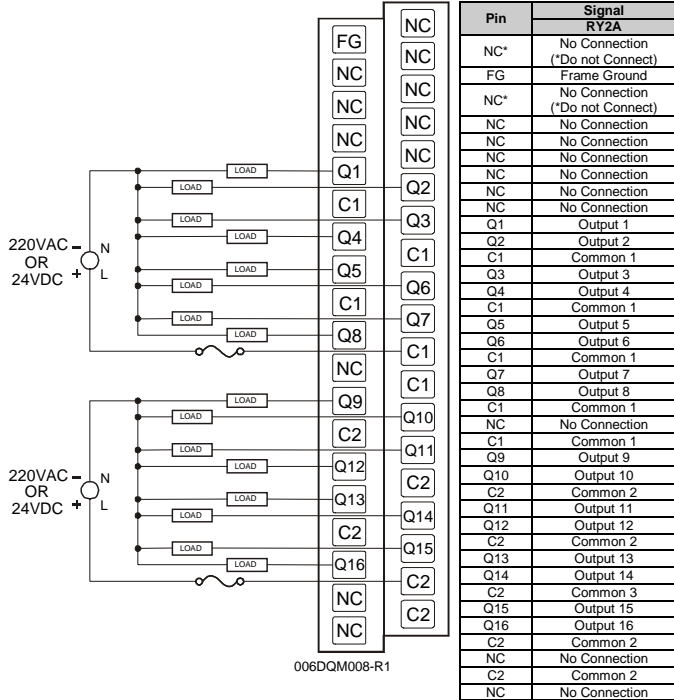 FG
NC
NC
NC
Q1
C1
Q4
Q5
C1
Q8
NC
Q9
C2
Q12
Q13
C2
Q16
NC
NC
NC
NC
NC
NC
NC
Q2
Q3
C1
Q6
Q7
C1
C1
Q10
Q11
C2
Q14
Q15
C2
C2
LOAD
LOAD
LOAD
LOAD
LOAD
LOAD
LOAD
LOAD
220VAC - N
OR
24VDC + L
LOAD
LOAD
LOAD
LOAD
LOAD
LOAD
LOAD
LOAD
220VAC - N
OR
24VDC + L
006DQM008-R1
Pin Signal
RY2A
NC* No Connection
(*Do not Connect)
FG Frame Ground
NC* No Connection
(*Do not Connect)
NC No Connection
NC No Connection
NC No Connection
NC No Connection
NC No Connection
NC No Connection
Q1 Output 1
Q2 Output 2
C1 Common 1
Q3 Output 3
Q4 Output 4
C1 Common 1
Q5 Output 5
Q6 Output 6
C1 Common 1
Q7 Output 7
Q8 Output 8
C1 Common 1
NC No Connection
C1 Common 1
Q9 Output 9
Q10 Output 10
C2 Common 2
Q11 Output 11
Q12 Output 12
C2 Common 2
Q13 Output 13
Q14 Output 14
C2 Common 3
Q15 Output 15
Q16 Output 16
C2 Common 2
NC No Connection
C2 Common 2
NC No Connection